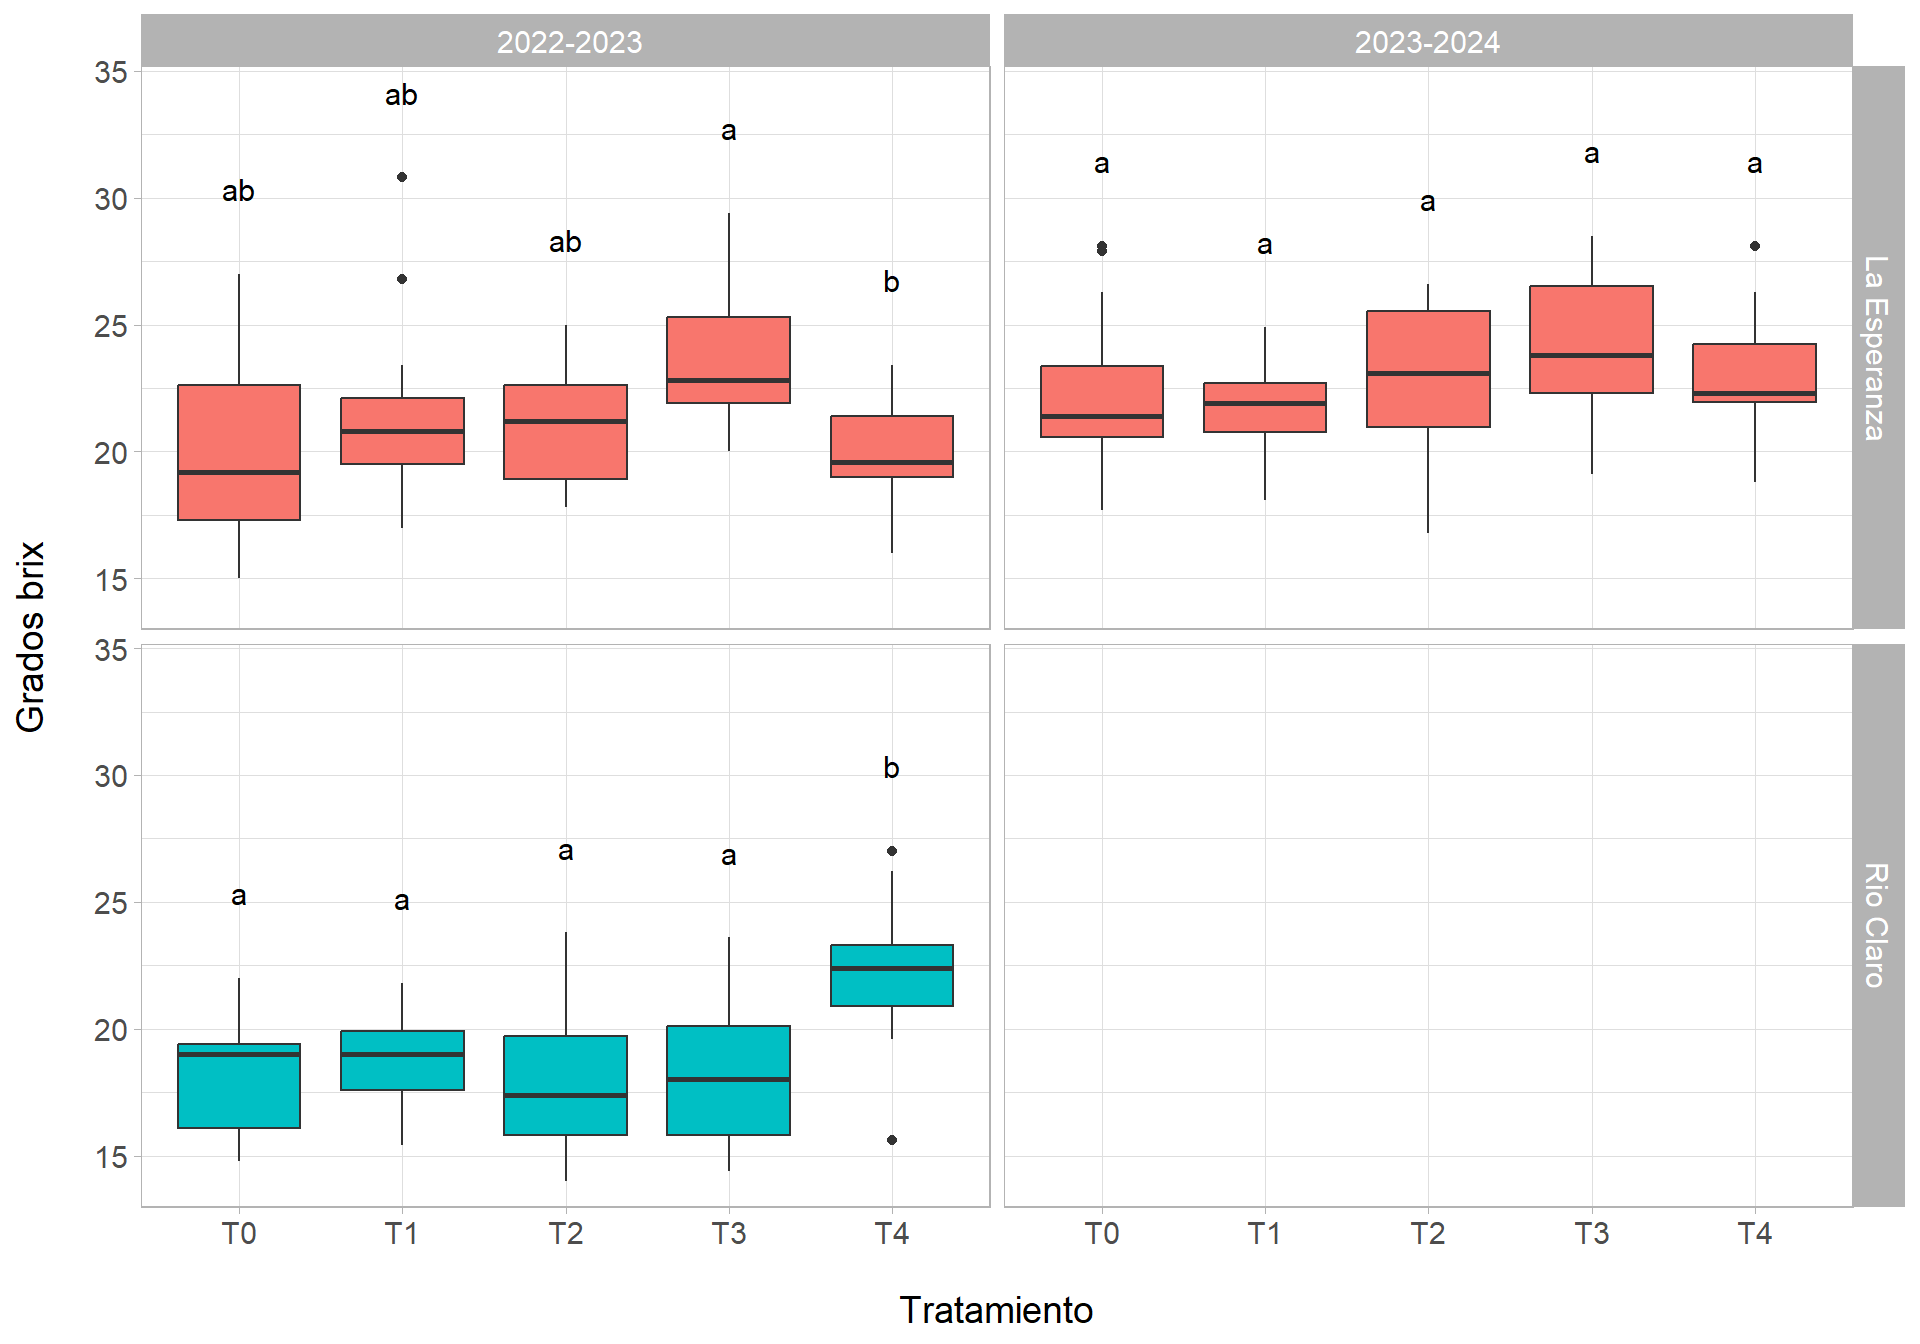 2022-2023
2023-2024
35
30
25
20
15
ab
ab
ab
a
b
a
a
a
a
a
La Esperanza
Grados brix
35
30
25
20
15
a
a
a
a
b
Rio Claro
T0
T1
T2
T3
T4
T0
T1
T2
T3
T4
Tratamiento